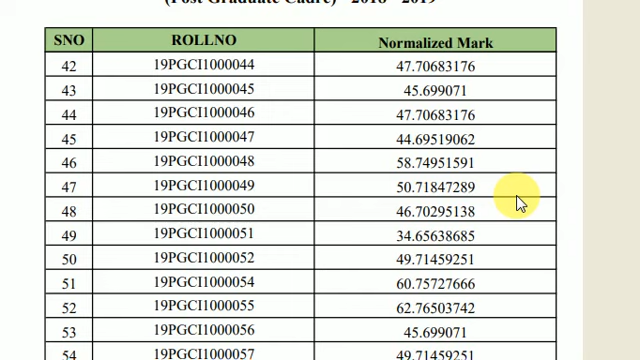 (Post Graduate Cadre) - 2018 - 2019
SNO ROLLNO Normalized Mark
42 19PGCI1000044 47.70683176
43 19PGCI1000045 45.699071
44 19PGCI1000046 47.70683176
45 19PGCI1000047 44.69519062
46 19PGCI1000048 58.74951591
47 19PGCI1000049 50.71847289
48 19PGCI1000050 46.70295138
49 19PGCI1000051 34.65638685
50 19PGCI1000052 49.71459251
51 19PGCI1000054 60.75727666
52 19PGCI1000055 62.76503742
53 19PGCI1000056 45.699071
54 19PGCI1000057 49.71459251